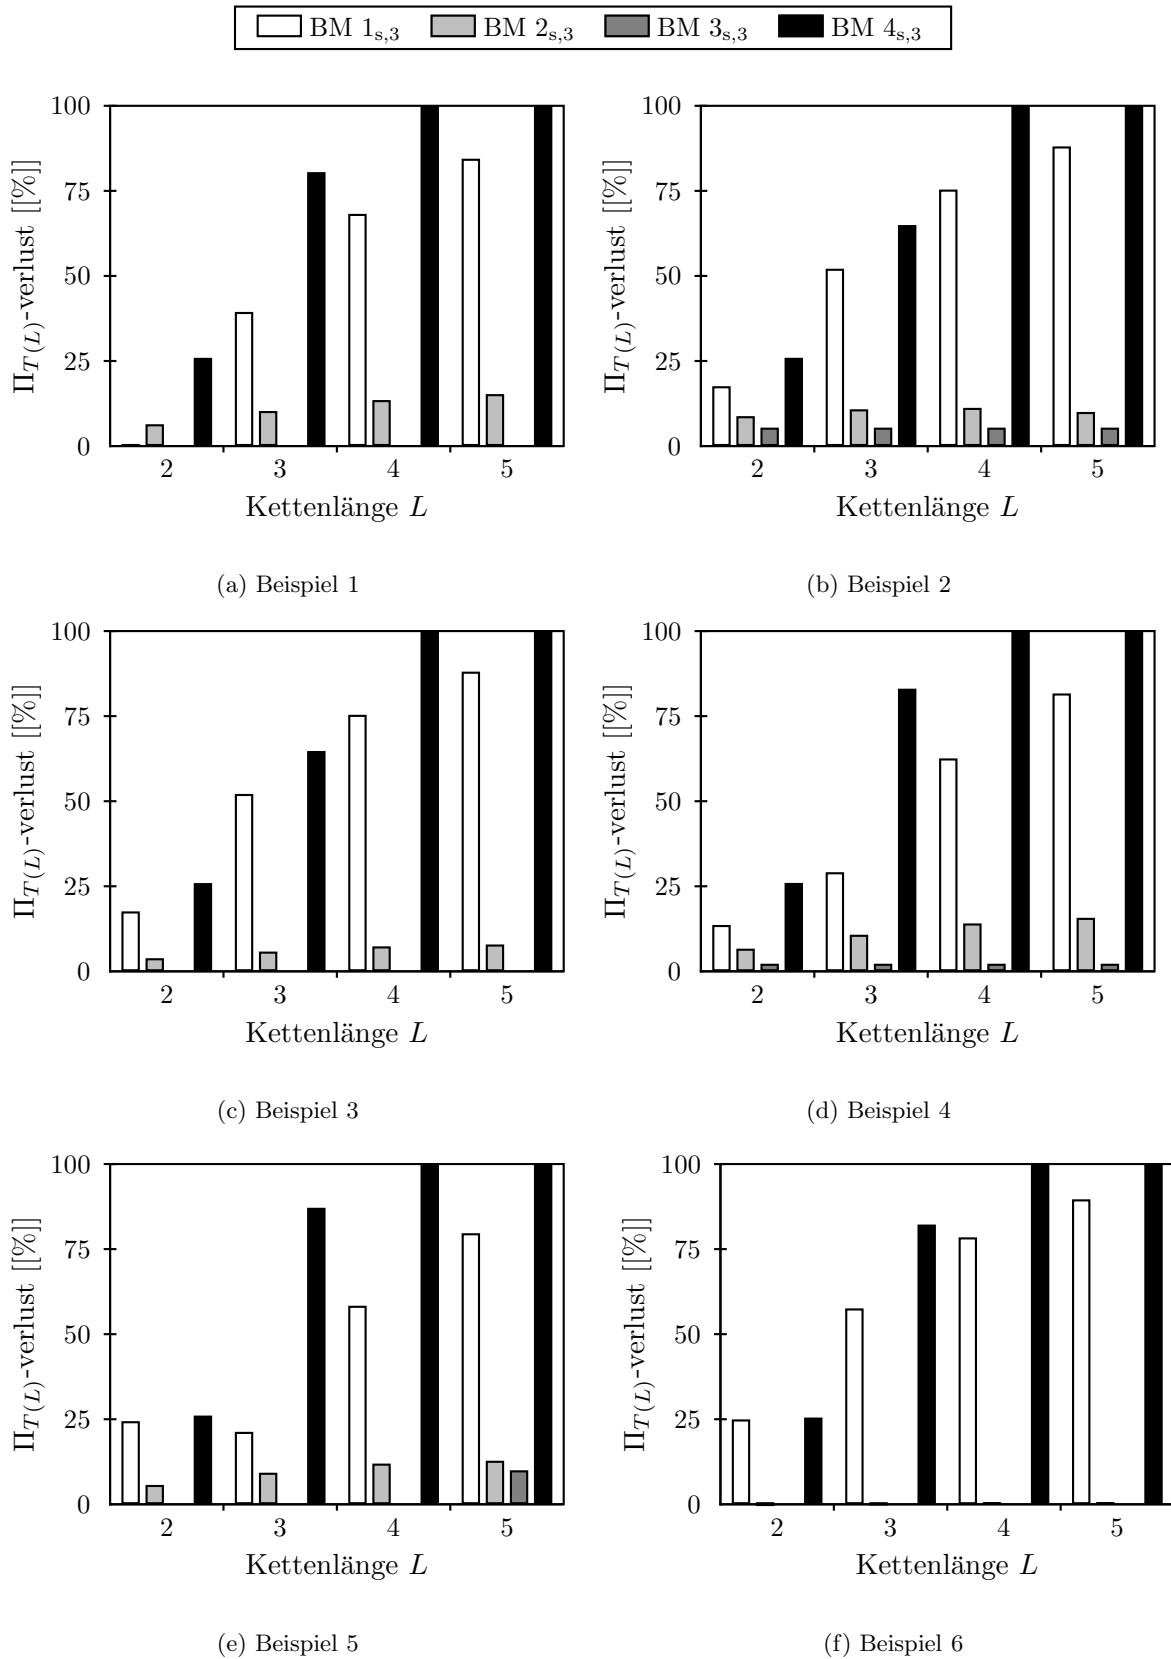 BM 1s,3 BM 2s,3 BM 3s,3 BM 4s,3
100
75
50
25
0
ΠT(L)-verlust [[%]]
2 3 4 5
Kettenlänge L
(a) Beispiel 1
100
75
50
25
0
ΠT(L)-verlust [[%]]
2 3 4 5
Kettenlänge L
(b) Beispiel 2
100
75
50
25
0
ΠT(L)-verlust [[%]]
2 3 4 5
Kettenlänge L
(c) Beispiel 3
100
75
50
25
0
ΠT(L)-verlust [[%]]
2 3 4 5
Kettenlänge L
(d) Beispiel 4
100
75
50
25
0
ΠT(L)-verlust [[%]]
2 3 4 5
Kettenlänge L
(e) Beispiel 5
100
75
50
25
0
ΠT(L)-verlust [[%]]
2 3 4 5
Kettenlänge L
(f) Beispiel 6